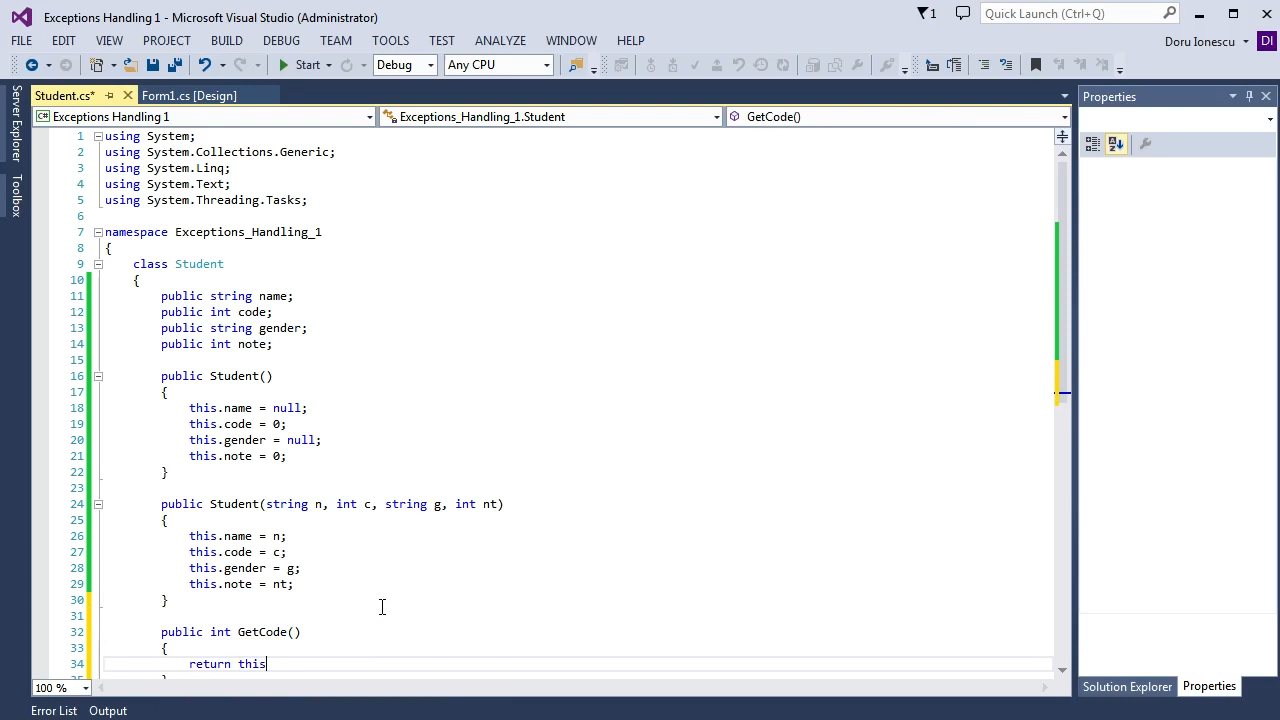 Exceptions Handling 1 - Microsoft Visual Studio (Administrator)
1
Quick Launch (Ctrl+Q)
FILE EDIT VIEW PROJECT BUILD DEBUG TEAM TOOLS TEST ANALYZE WINDOW HELP
Doru Ionescu DI
Start Debug Any CPU
Server Explorer
Toolbox
Student.cs* Form1.cs [Design]
Exceptions Handling 1 Exceptions_Handling_1.Student GetCode()
1 using System;
2 using System.Collections.Generic;
3 using System.Linq;
4 using System.Text;
5 using System.Threading.Tasks;
6
7 namespace Exceptions_Handling_1
8 {
9 class Student
10 {
11 public string name;
12 public int code;
13 public string gender;
14 public int note;
15
16 public Student()
17 {
18 this.name = null;
19 this.code = 0;
20 this.gender = null;
21 this.note = 0;
22 }
23
24 public Student(string n, int c, string g, int nt)
25 {
26 this.name = n;
27 this.code = c;
28 this.gender = g;
29 this.note = nt;
30 }
31
32 public int GetCode()
33 {
34 return this
100 %
Properties
Solution Explorer Properties
Error List Output